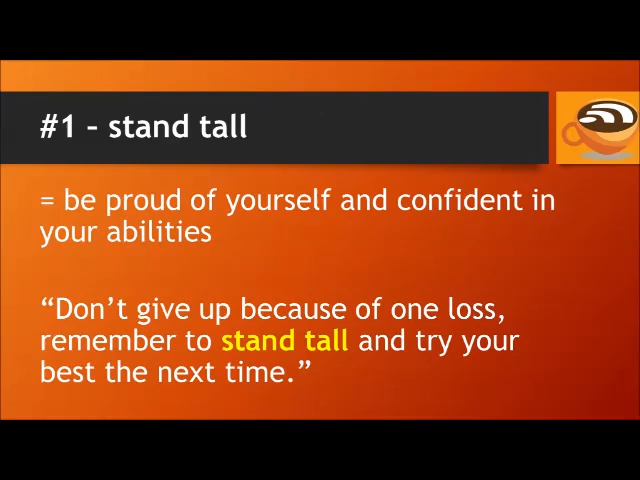 #1 – stand tall
= be proud of yourself and confident in
your abilities
“Don’t give up because of one loss,
remember to stand tall and try your
best the next time.”